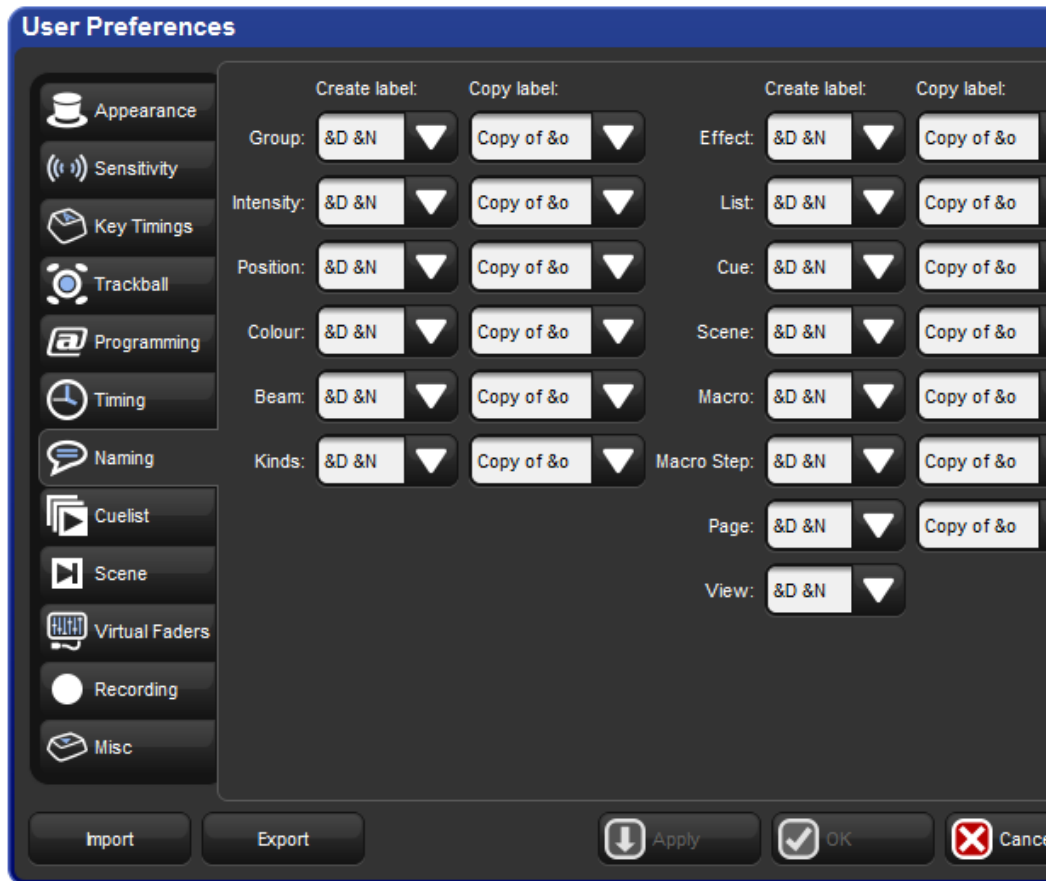 User Preferences
Appearance
Sensitivity
Key Timings
Trackball
Programming
Timing
Naming
Cuelist
Scene
Virtual Faders
Recording
Misc
Create label: Copy label: Create label: Copy label:
Group: &D &N Copy of &o Effect: &D &N Copy of &o
Intensity: &D &N Copy of &o List: &D &N Copy of &o
Position: &D &N Copy of &o Cue: &D &N Copy of &o
Colour: &D &N Copy of &o Scene: &D &N Copy of &o
Beam: &D &N Copy of &o Macro: &D &N Copy of &o
Kinds: &D &N Copy of &o Macro Step: &D &N Copy of &o
Page: &D &N Copy of &o
View: &D &N
Import Export Apply OK Cance